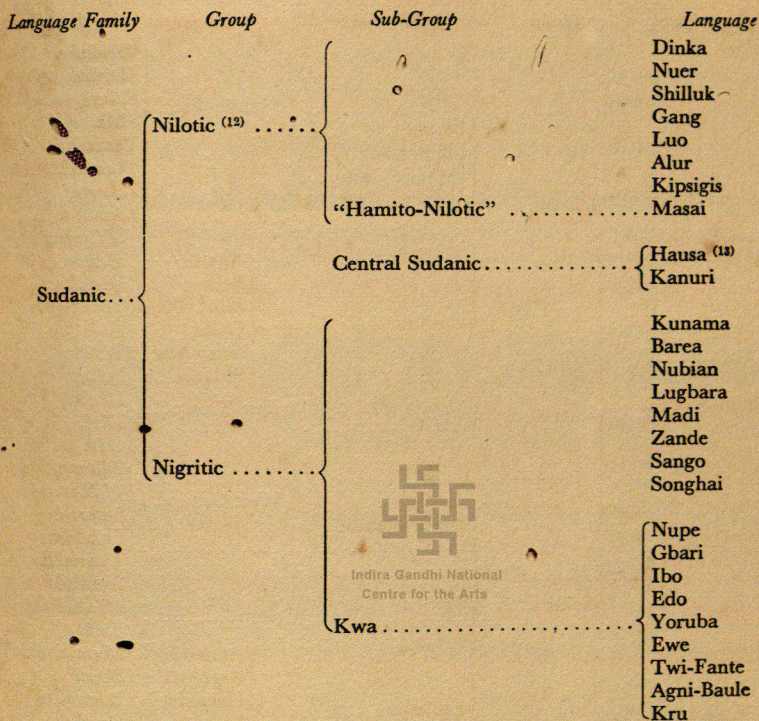 Language Family Group Sub-Group Language
Dinka
Nuer
Shilluk
Nilotic (12) ...... Gang
Luo
Alur
Kipsigis
“Hamito-Nilotic” .............. Masai
Central Sudanic .............. Hausa (13)
Kanuri
Sudanic...
Kunama
Barea
Nubian
Lugbara
Madi
Zande
Nigritic ........ Sango
Songhai
Nupe
Gbari
Indira Gandhi National
Centre for the Arts
Ibo
Edo
Kwa .......................... Yoruba
Ewe
Twi-Fante
Agni-Baule
Kru